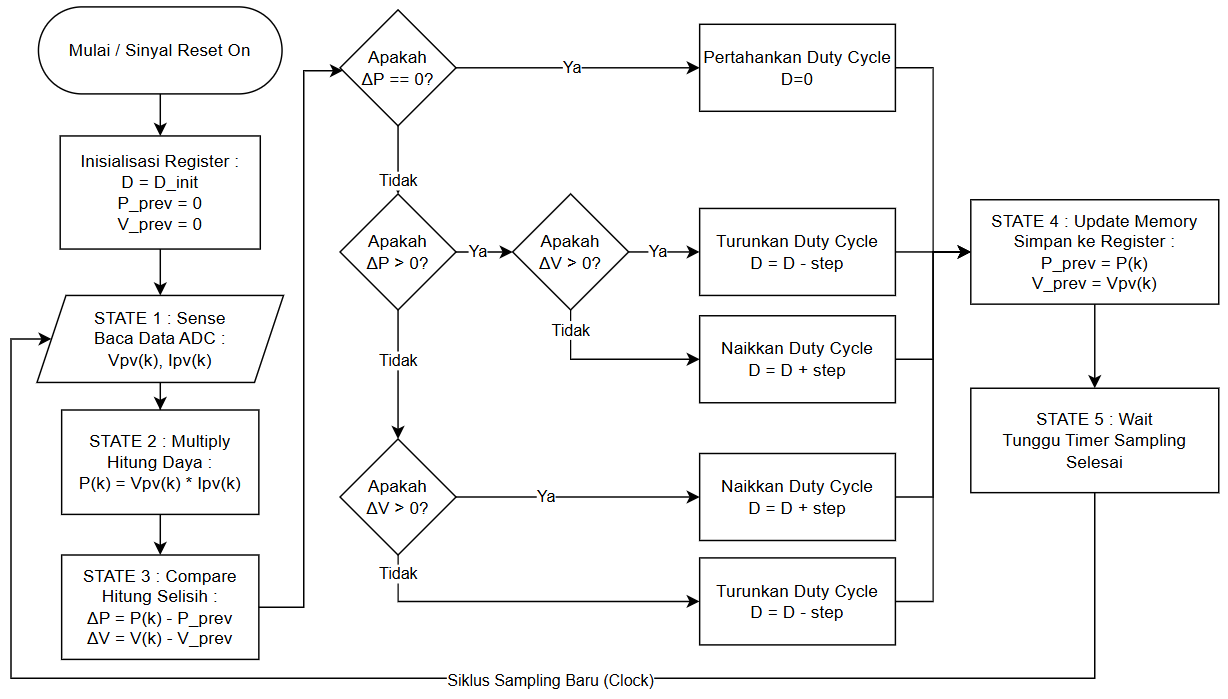 Mulai / Sinyal Reset On
Inisialisasi Register :
D = D_init
P_prev = 0
V_prev = 0
STATE 1 : Sense
Baca Data ADC :
Vpv(k), Ipv(k)
STATE 2 : Multiply
Hitung Daya :
P(k) = Vpv(k) * Ipv(k)
STATE 3 : Compare
Hitung Selisih :
ΔP = P(k) - P_prev
ΔV = V(k) - V_prev
Apakah
ΔP == 0?
Ya
Pertahankan Duty Cycle
D=0
Tidak
Apakah
ΔP > 0?
Ya
Apakah
ΔV > 0?
Ya
Turunkan Duty Cycle
D = D - step
Tidak
Naikkan Duty Cycle
D = D + step
Tidak
Apakah
ΔV > 0?
Ya
Naikkan Duty Cycle
D = D + step
Tidak
Turunkan Duty Cycle
D = D - step
STATE 4 : Update Memory
Simpan ke Register :
P_prev = P(k)
V_prev = Vpv(k)
STATE 5 : Wait
Tunggu Timer Sampling
Selesai
Siklus Sampling Baru (Clock)